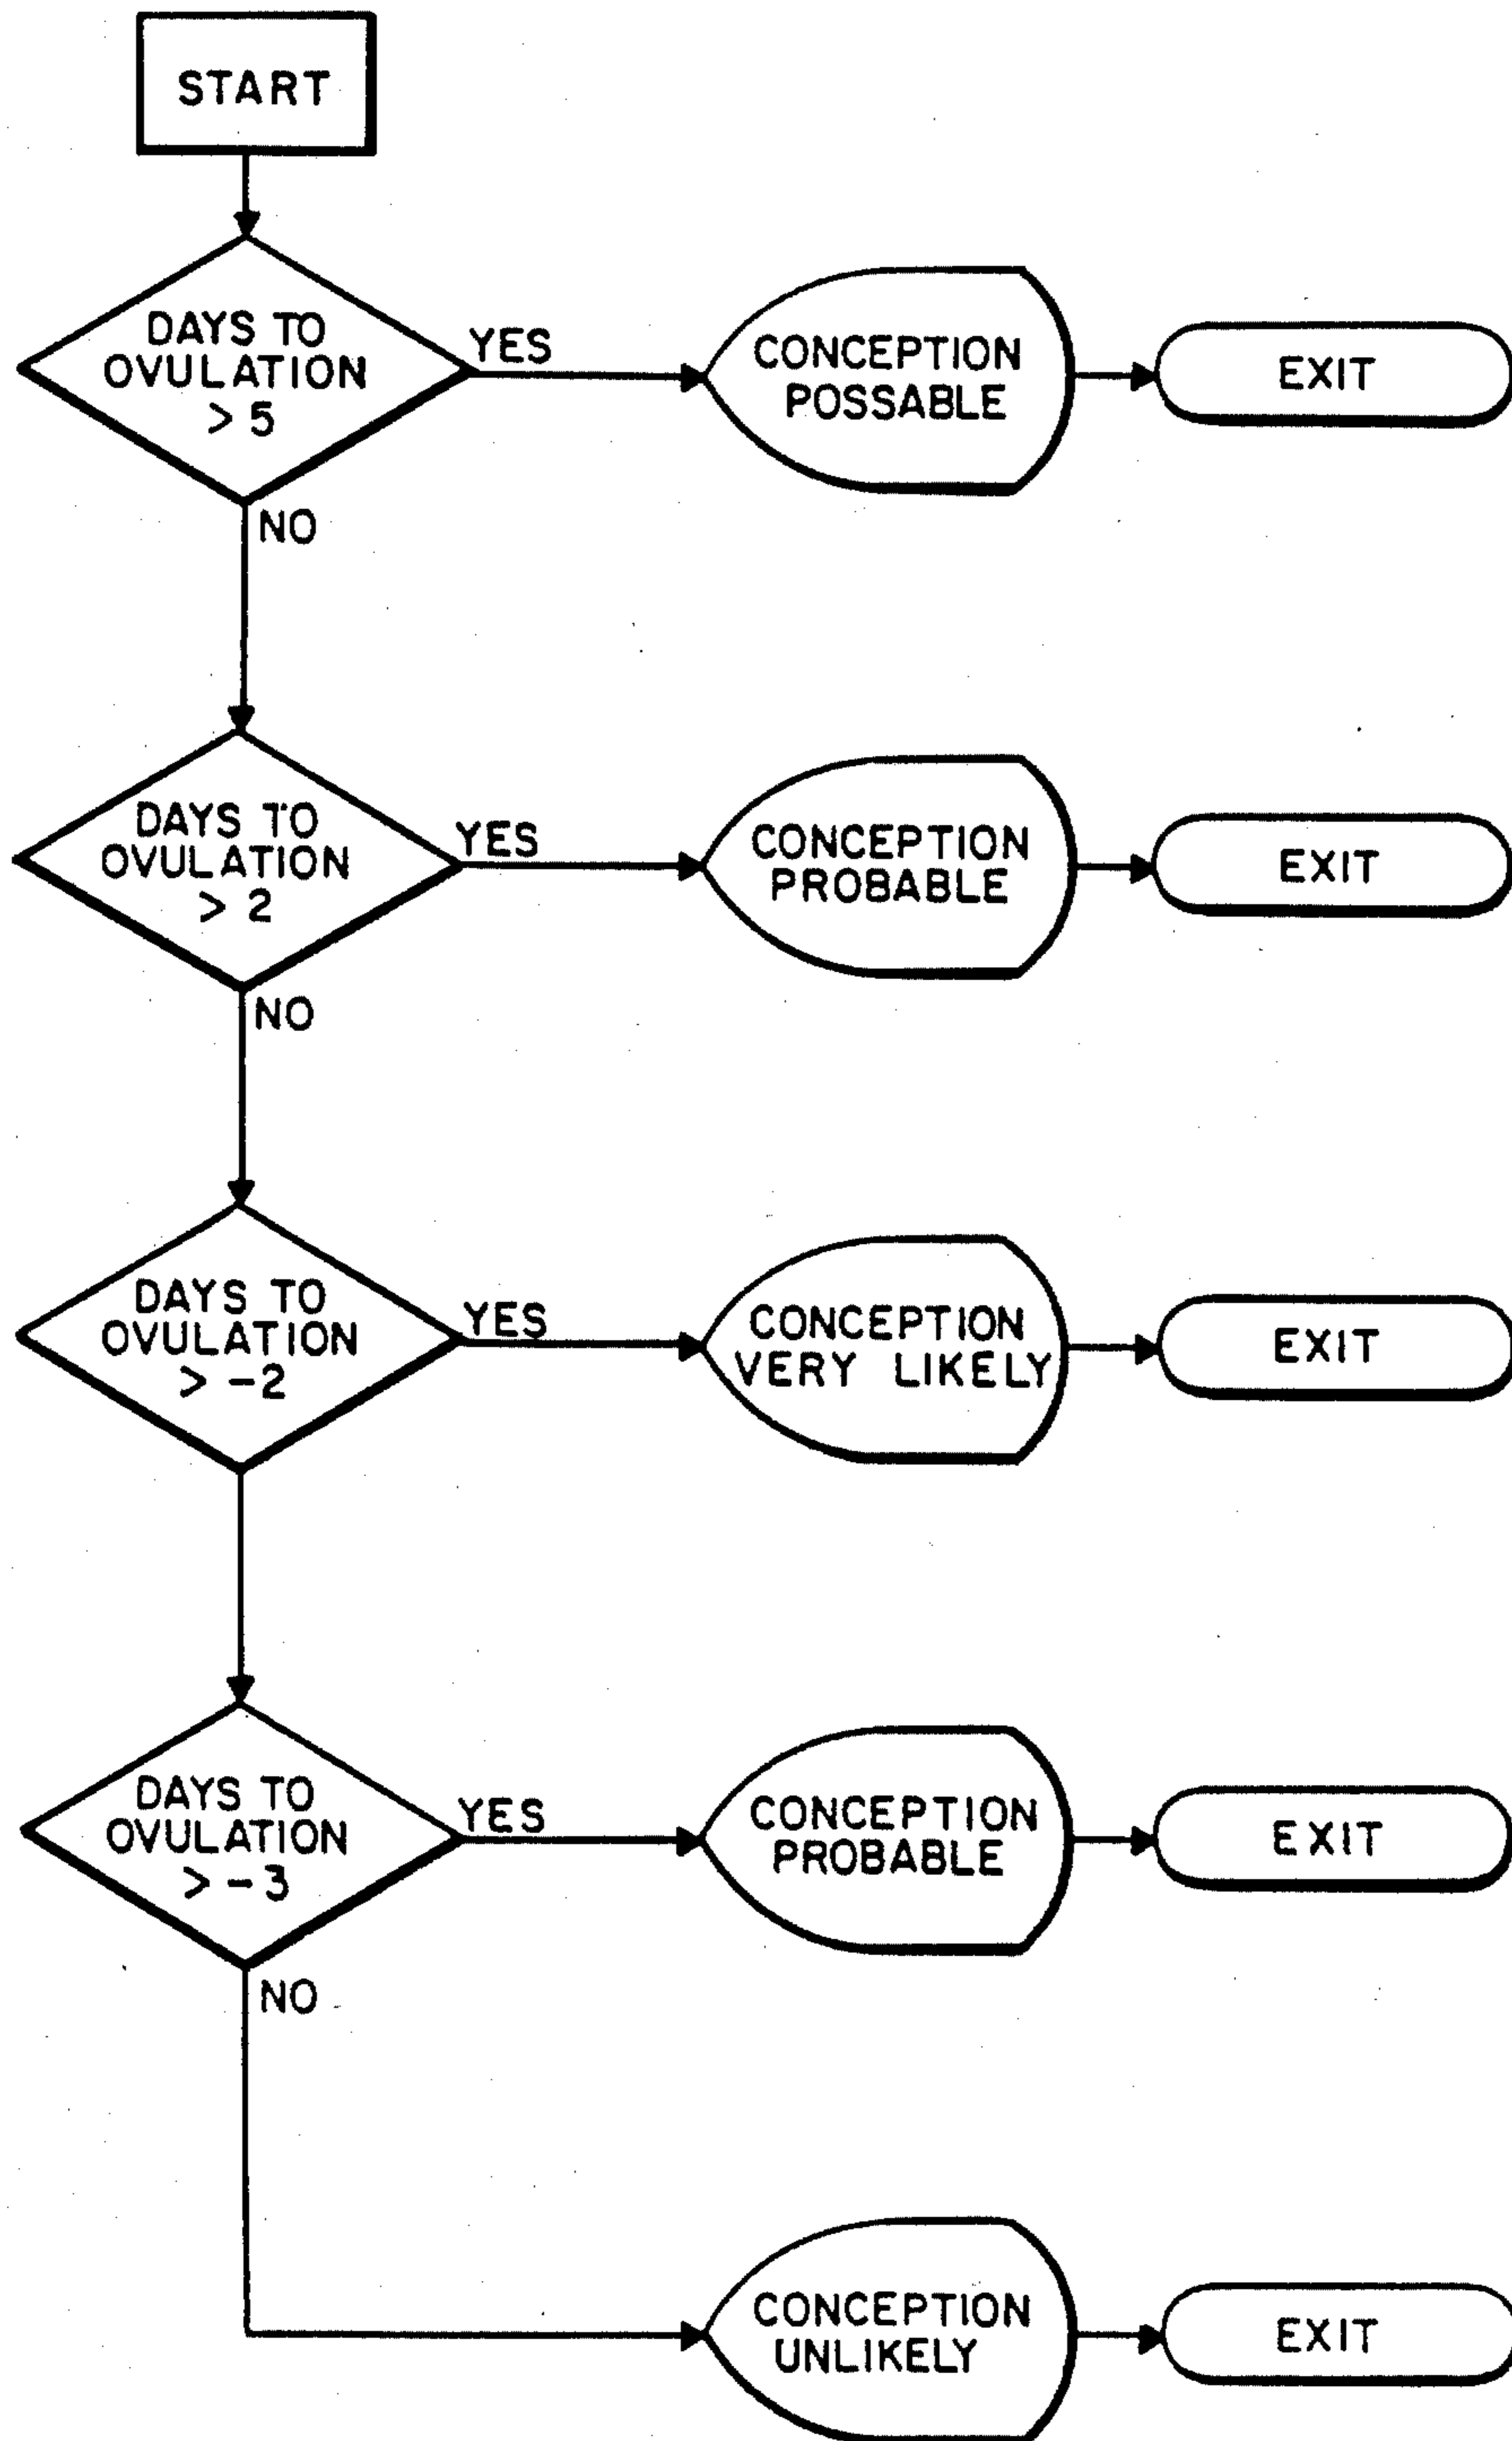 START
DAYS TO
OVULATION
> 5
YES
CONCEPTION
POSSABLE
EXIT
NO
DAYS TO
OVULATION
> 2
YES
CONCEPTION
PROBABLE
EXIT
NO
DAYS TO
OVULATION
> -2
YES
CONCEPTION
VERY LIKELY
EXIT
DAYS TO
OVULATION
> -3
YES
CONCEPTION
PROBABLE
EXIT
NO
CONCEPTION
UNLIKELY
EXIT